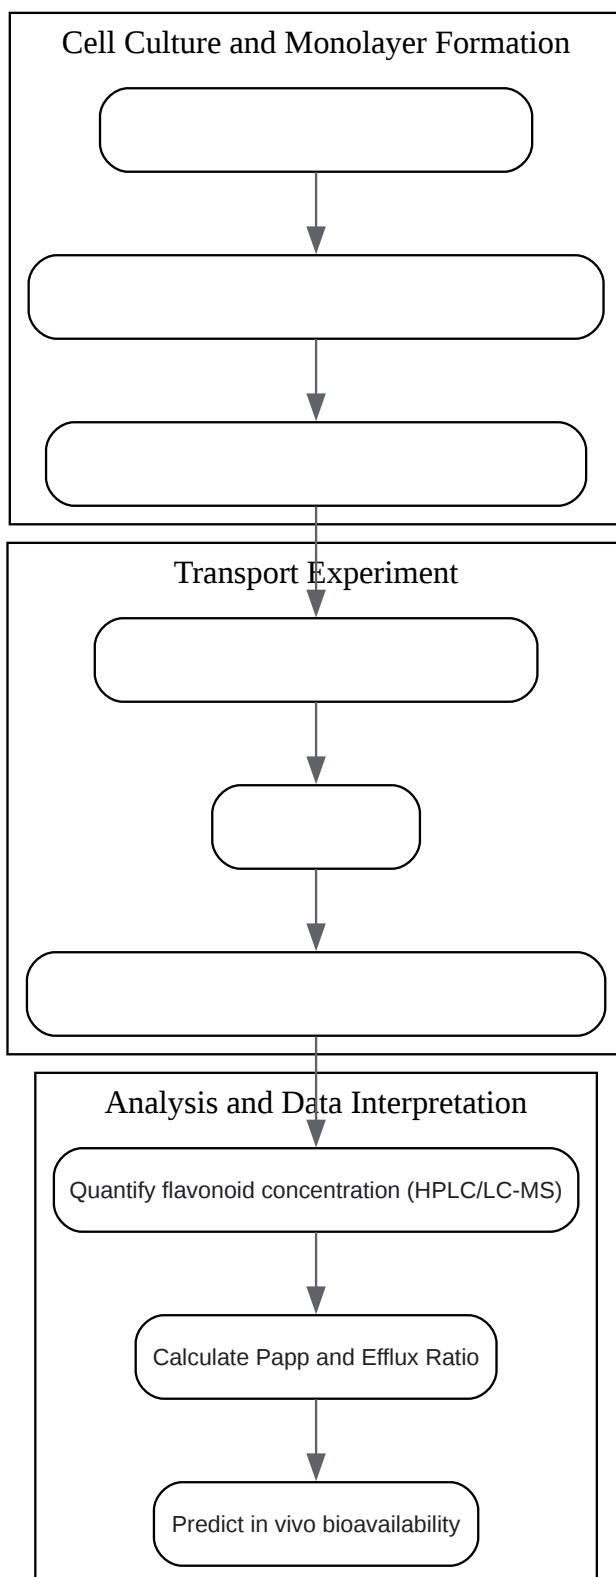 Cell Culture and Monolayer Formation
Transport Experiment
Analysis and Data Interpretation
Quantify flavonoid concentration (HPLC/LC-MS)
Calculate Papp and Efflux Ratio
Predict in vivo bioavailability